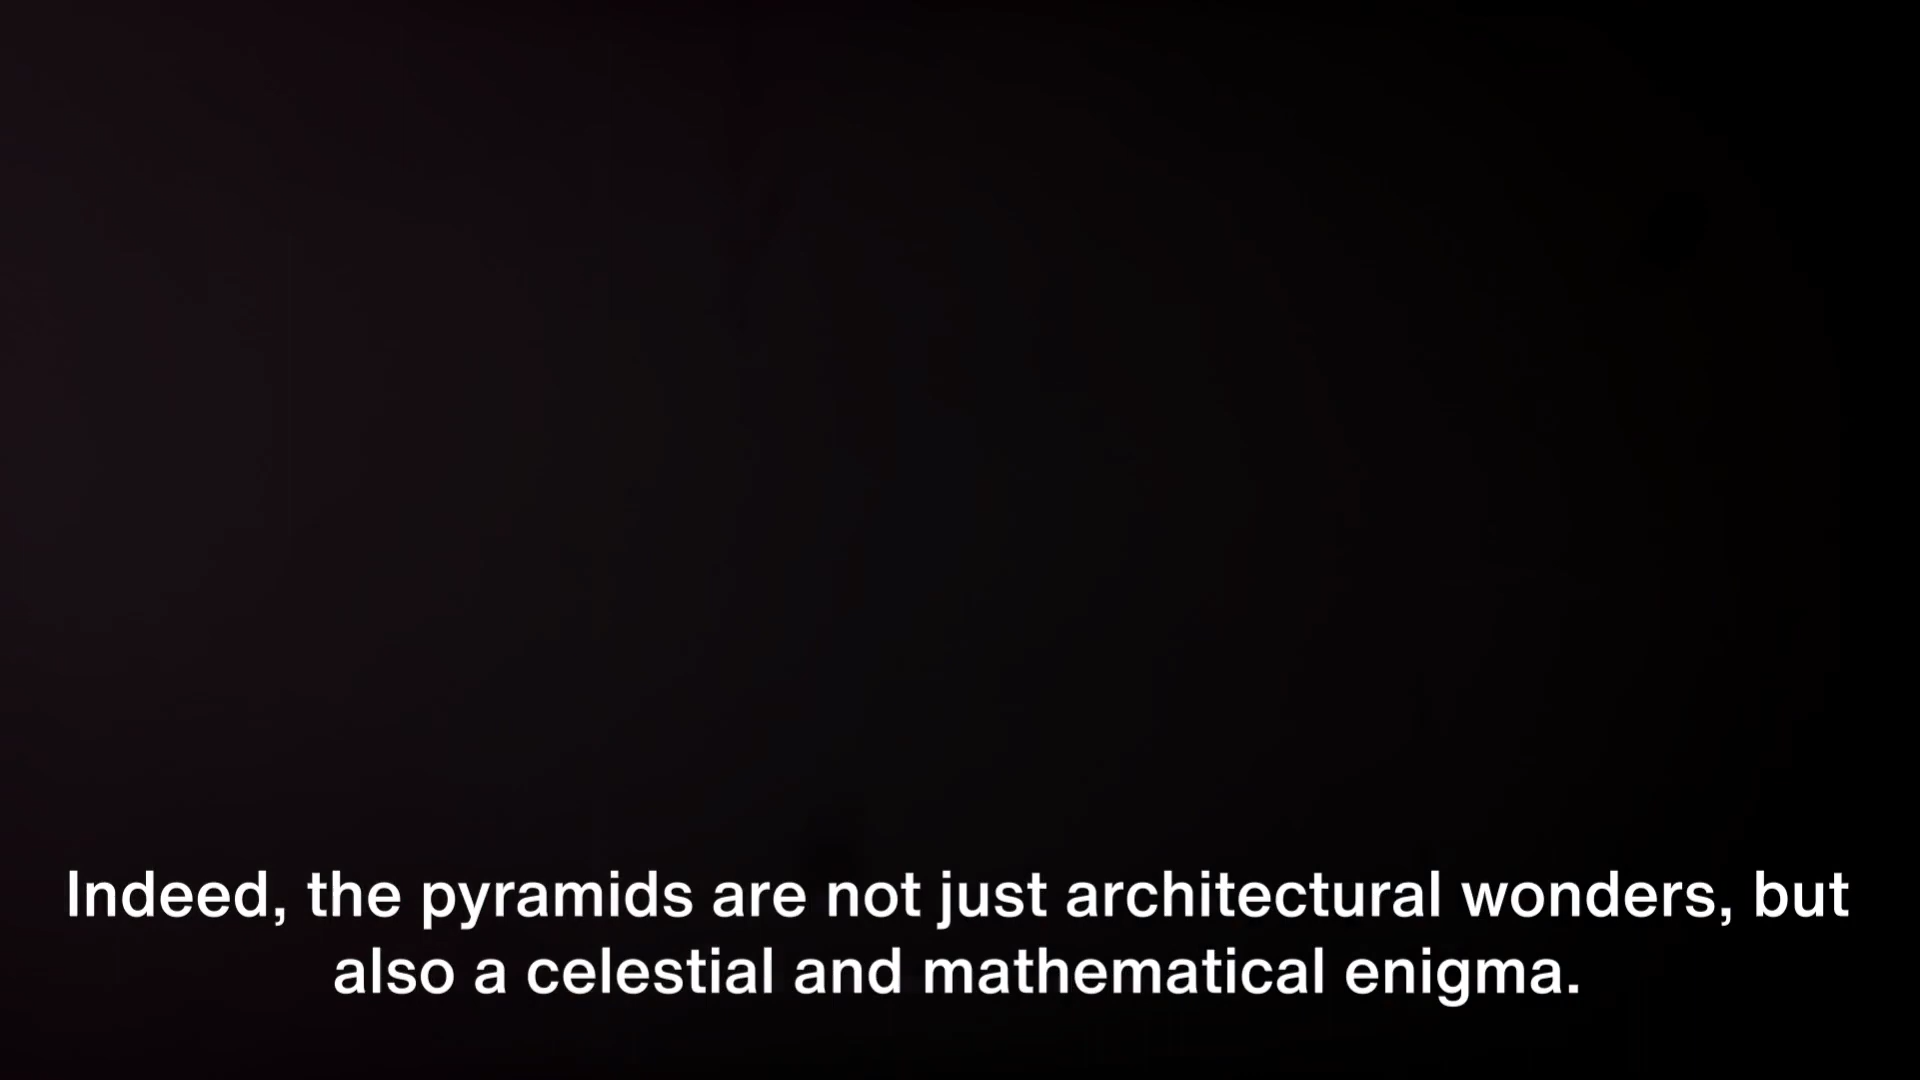 Indeed, the pyramids are not just architectural wonders, but
also a celestial and mathematical enigma.